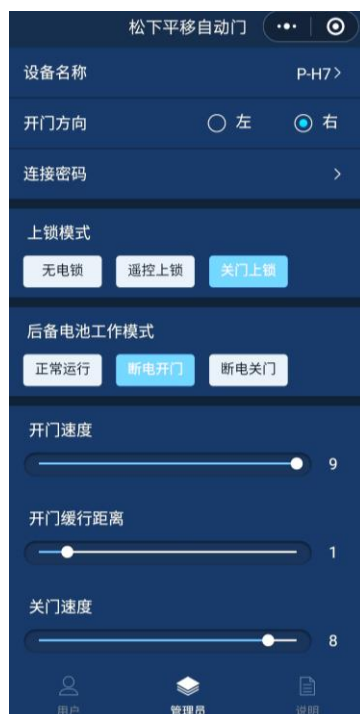 松下平移自动门
设备名称 P-H7
开门方向 左 右
连接密码
上锁模式
无电锁 遥控上锁 关门上锁
后备电池工作模式
正常运行 断电开门 断电关门
开门速度
9
开门缓行距离
1
关门速度
8
用户 管理员 说明